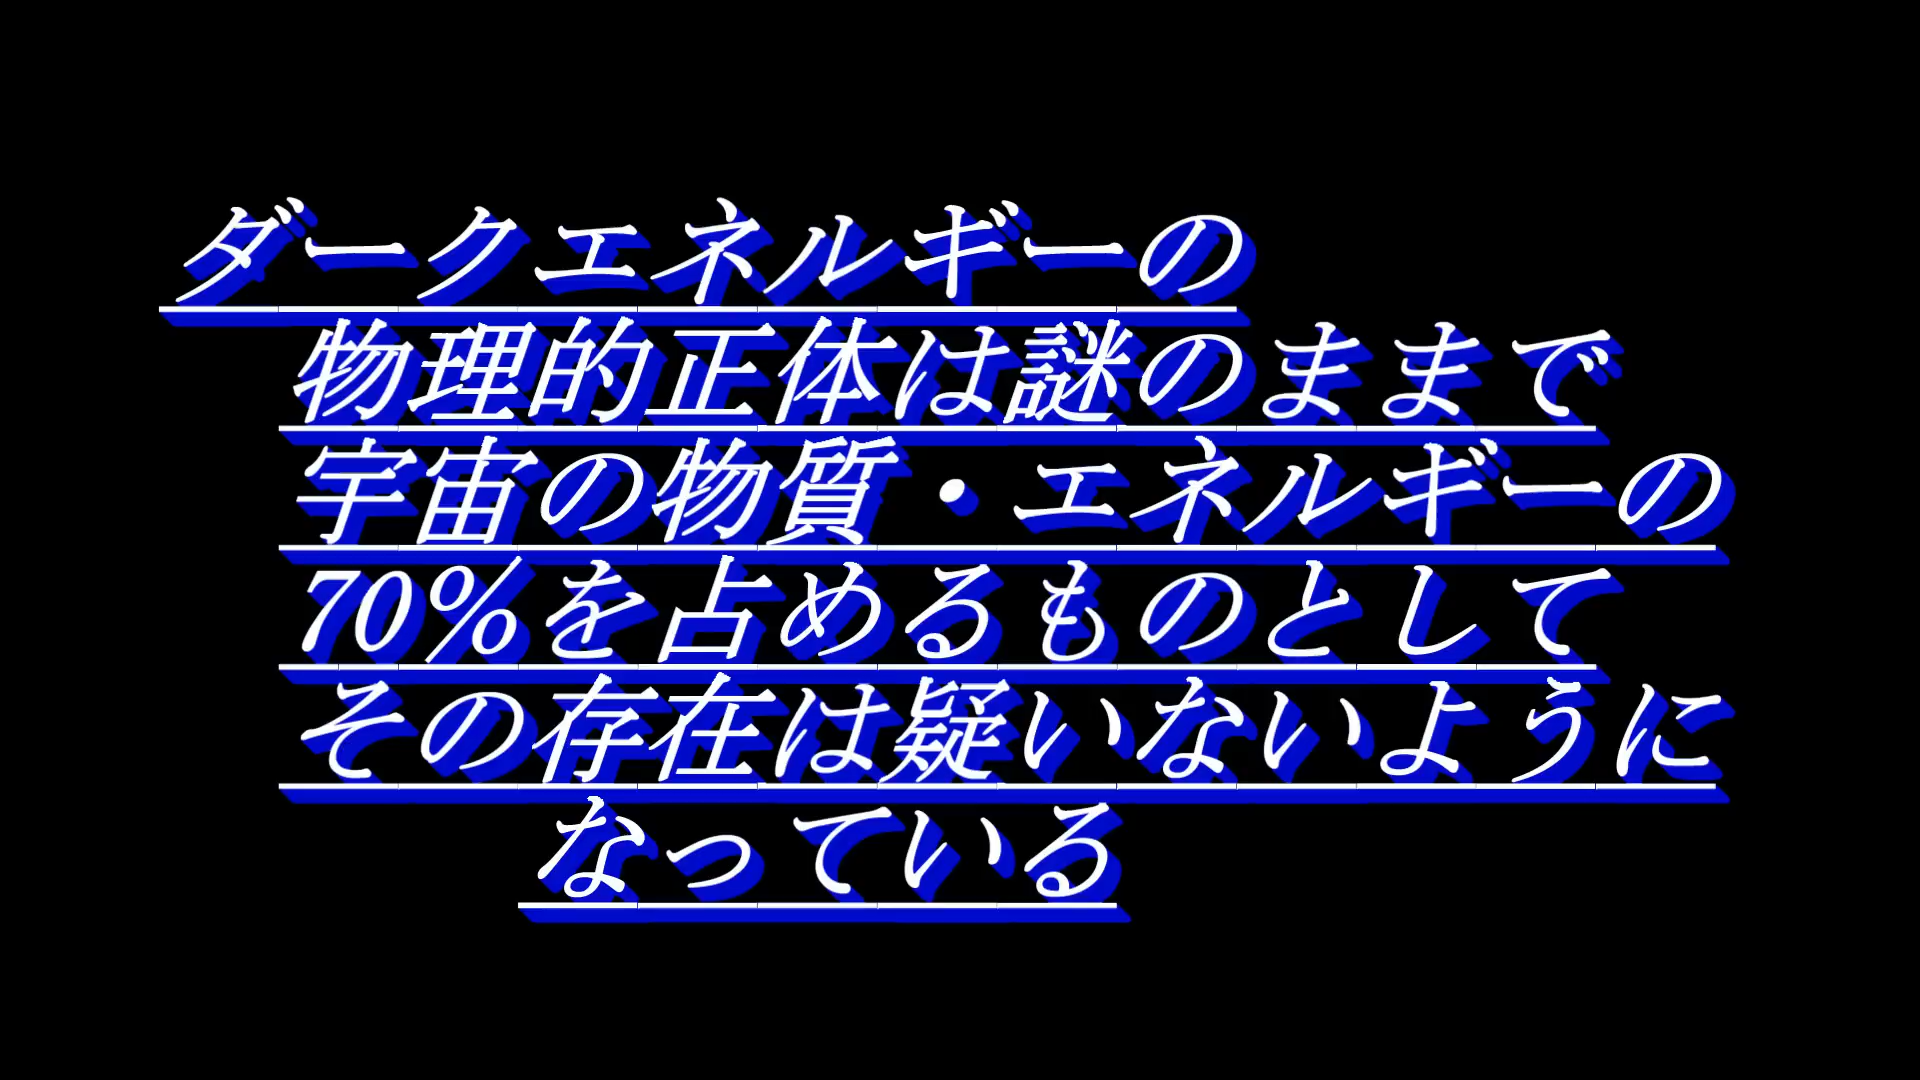 ダークエネルギーの
物理的正体は謎のままで
宇宙の物質・エネルギーの
70%を占めるものとして
その存在は疑いないように
なっている